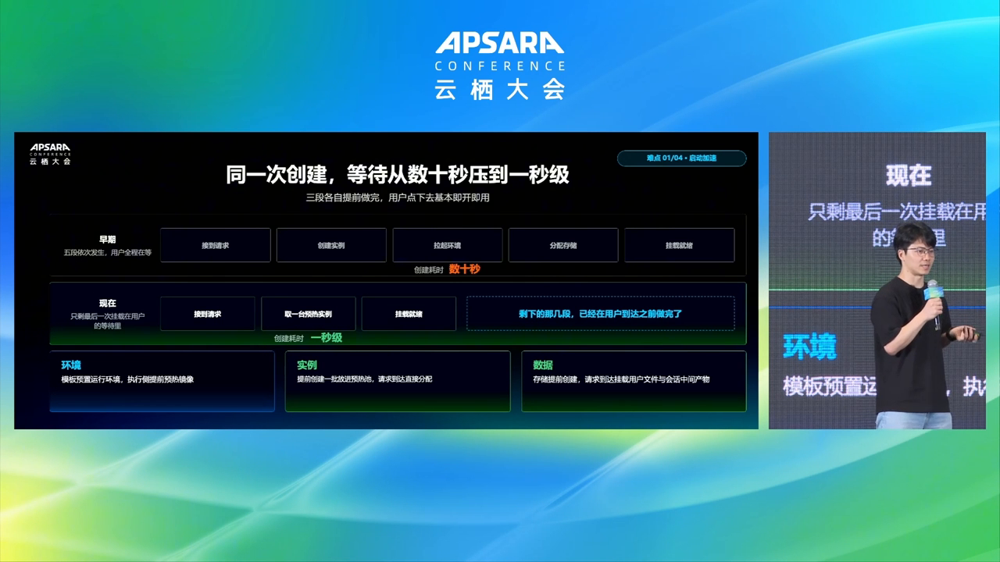 APSARA
CONFERENCE
云栖大会
APSARA
CONFERENCE
云栖大会
难点 01/04 • 启动加速
同一次创建，等待从数十秒压到一秒级
三段各自提前做完，用户点下去基本即开即用
早期
五段依次发生，用户全程在等
接到请求
创建实例
拉起环境
分配存储
挂载就绪
创建耗时 数十秒
现在
只剩最后一次挂载在用户
的等待里
接到请求
取一台预热实例
挂载就绪
剩下的那几段，已经在用户到达之前做完了
创建耗时 一秒级
环境
模板预置运行环境，执行侧提前预热镜像
实例
提前创建一批放进预热池，请求到达直接分配
数据
存储提前创建，请求到达挂载用户文件与会话中间产物
现在
只剩最后一次挂载在用
的 里
环境
模板预置运 ，执